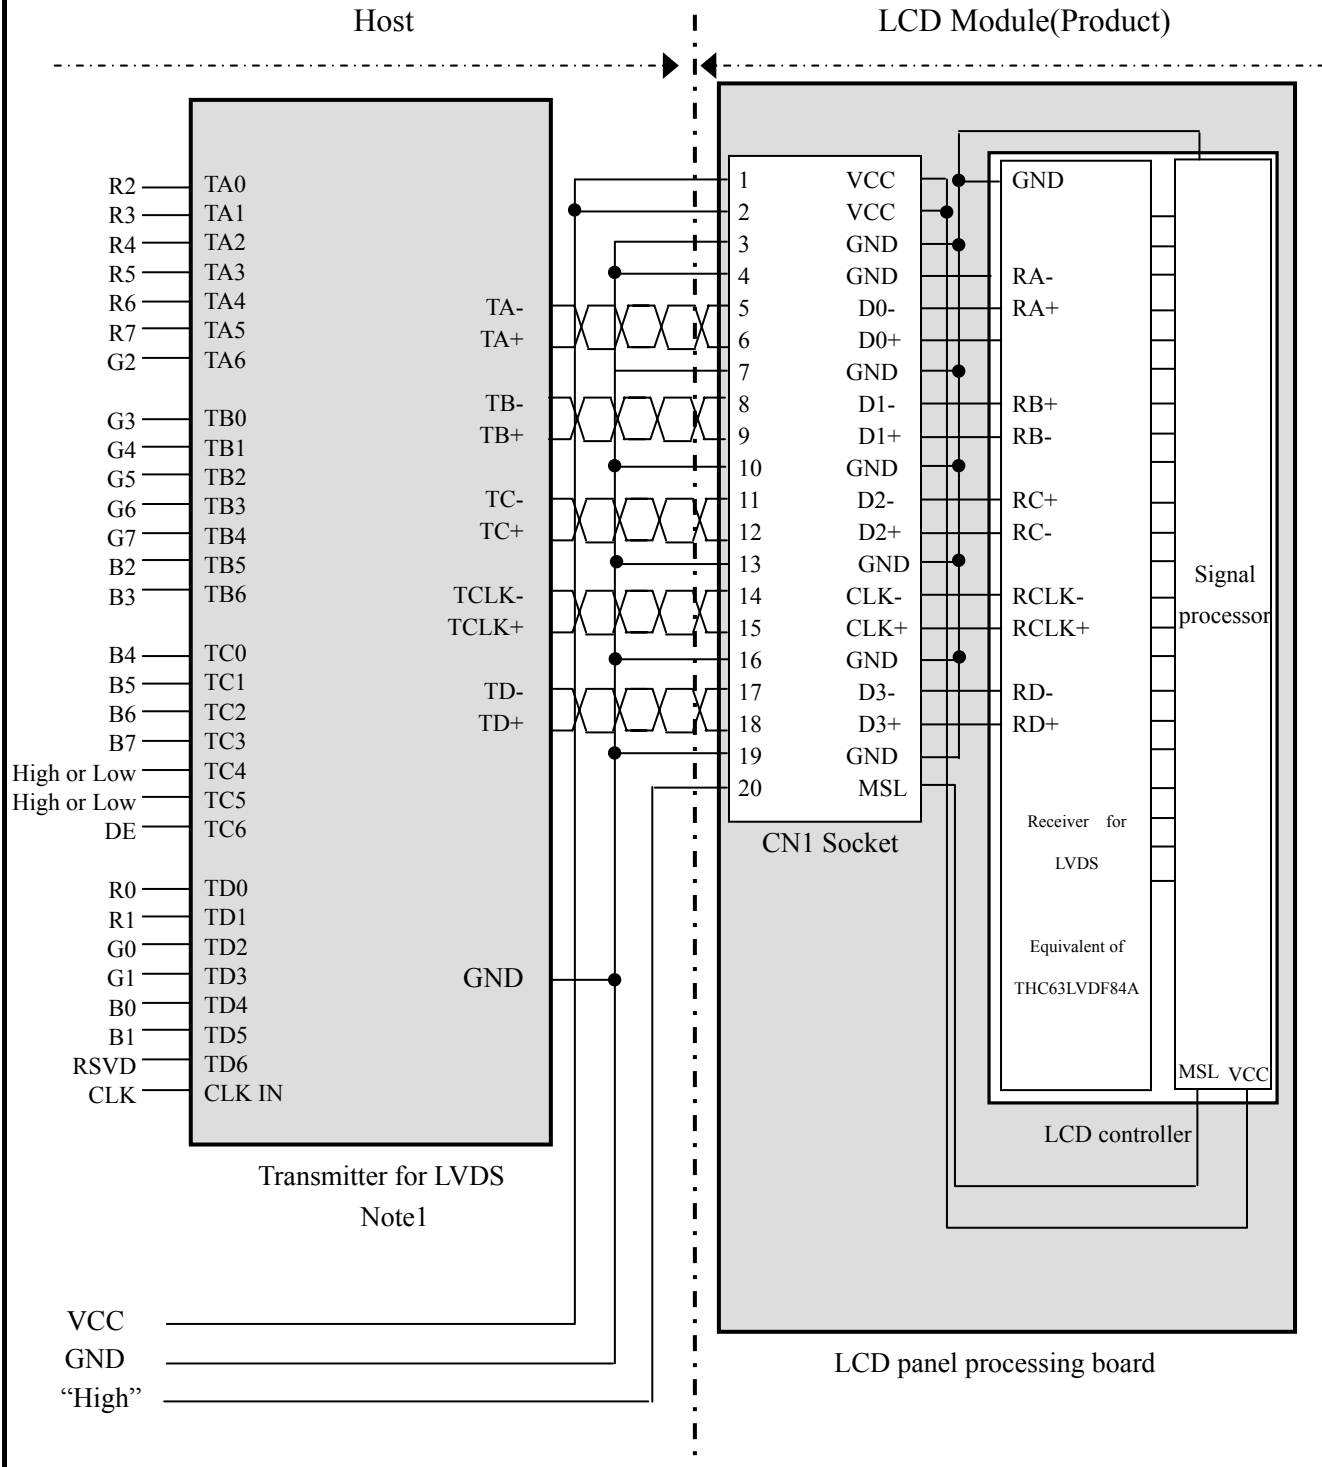 Host
LCD Module(Product)
R2
R3
R4
R5
R6
R7
G2
G3
G4
G5
G6
G7
B2
B3
B4
B5
B6
B7
High or Low
High or Low
DE
R0
R1
G0
G1
B0
B1
RSVD
CLK
TA0
TA1
TA2
TA3
TA4
TA5
TA6
TB0
TB1
TB2
TB3
TB4
TB5
TB6
TC0
TC1
TC2
TC3
TC4
TC5
TC6
TD0
TD1
TD2
TD3
TD4
TD5
TD6
CLK IN
TA-
TA+
TB-
TB+
TC-
TC+
TCLK-
TCLK+
TD-
TD+
GND
Transmitter for LVDS
Note1
VCC
GND
“High”
1 VCC
2 VCC
3 GND
4 GND
5 D0-
6 D0+
7 GND
8 D1-
9 D1+
10 GND
11 D2-
12 D2+
13 GND
14 CLK-
15 CLK+
16 GND
17 D3-
18 D3+
19 GND
20 MSL
CN1 Socket
GND
RA-
RA+
RB+
RB-
RC+
RC-
RCLK-
RCLK+
RD-
RD+
Receiver for
LVDS
Equivalent of
THC63LVDF84A
Signal
processor
MSL VCC
LCD controller
LCD panel processing board